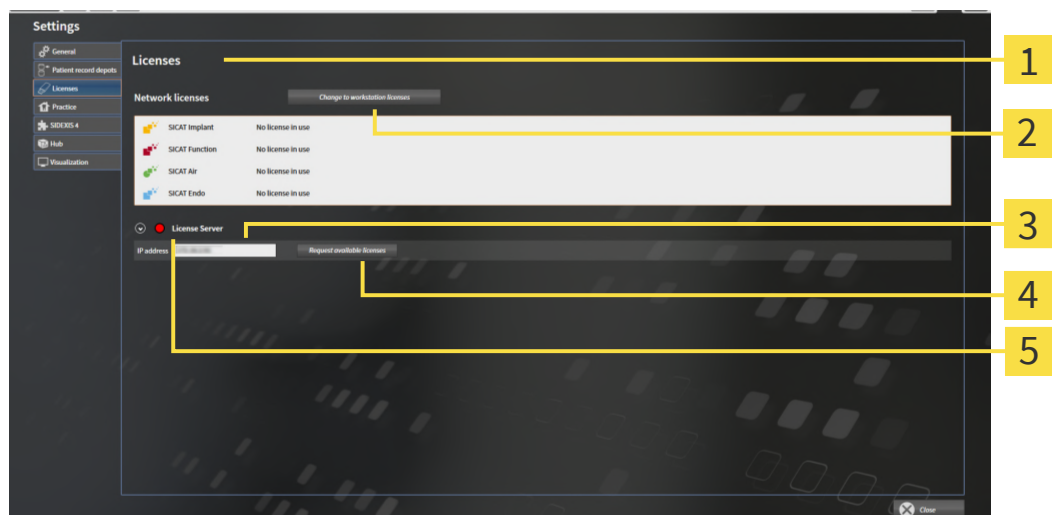 Settings
General
Patient record depots
Licenses
Practice
SIDEXIS 4
Hub
Visualization
Licenses
1
Network licenses Change to workstation licenses
2
SICAT Implant No license in use
SICAT Function No license in use
SICAT Air No license in use
SICAT Endo No license in use
License Server
3
IP address Request available licenses
4
5
Close